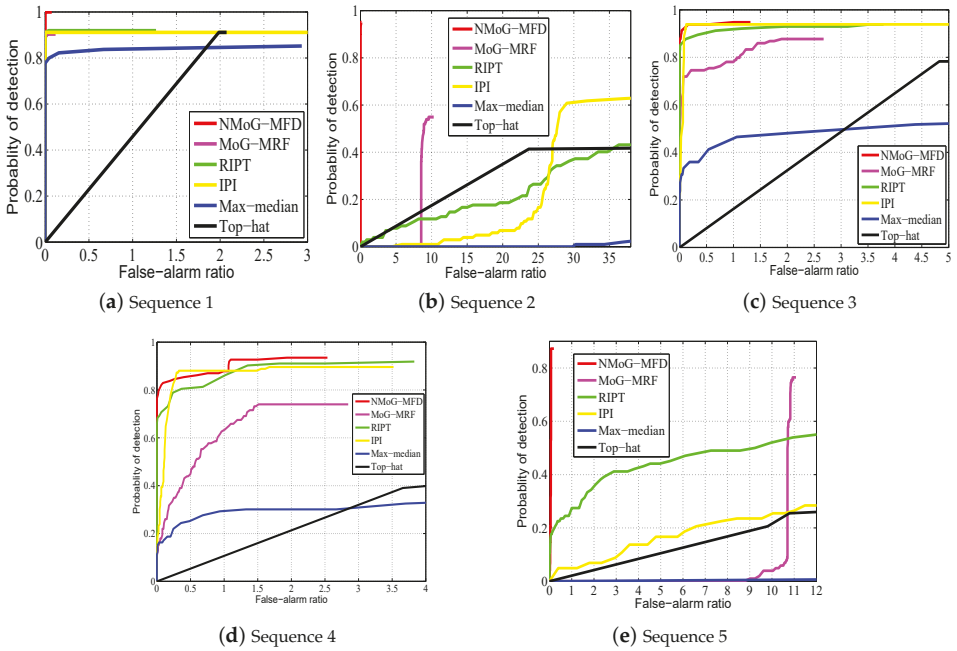 Probablity of detection
1
0.8
0.6
0.4
0.2
0
0 0.5 1 1.5 2 2.5 3
False−alarm ratio
NMoG−MFD
MoG−MRF
RIPT
IPI
Max−median
Top−hat
(a) Sequence 1
Probablity of detection
1
0.8
0.6
0.4
0.2
0
0 5 10 15 20 25 30 35
False−alarm ratio
NMoG−MFD
MoG−MRF
RIPT
IPI
Max−median
Top−hat
(b) Sequence 2
Probablity of detection
1
0.8
0.6
0.4
0.2
0
0 0.5 1 1.5 2 2.5 3 3.5 4 4.5 5
False−alarm ratio
NMoG−MFD
MoG−MRF
RIPT
IPI
Max−median
Top−hat
(c) Sequence 3
Probablity of detection
1
0.8
0.6
0.4
0.2
0
0 0.5 1 1.5 2 2.5 3 3.5 4
False−alarm ratio
NMoG−MFD
MoG−MRF
RIPT
IPI
Max−median
Top−hat
(d) Sequence 4
Probablity of detection
0.8
0.6
0.4
0.2
0
0 1 2 3 4 5 6 7 8 9 10 11 12
False−alarm ratio
NMoG−MFD
MoG−MRF
RIPT
IPI
Max−median
Top−hat
(e) Sequence 5